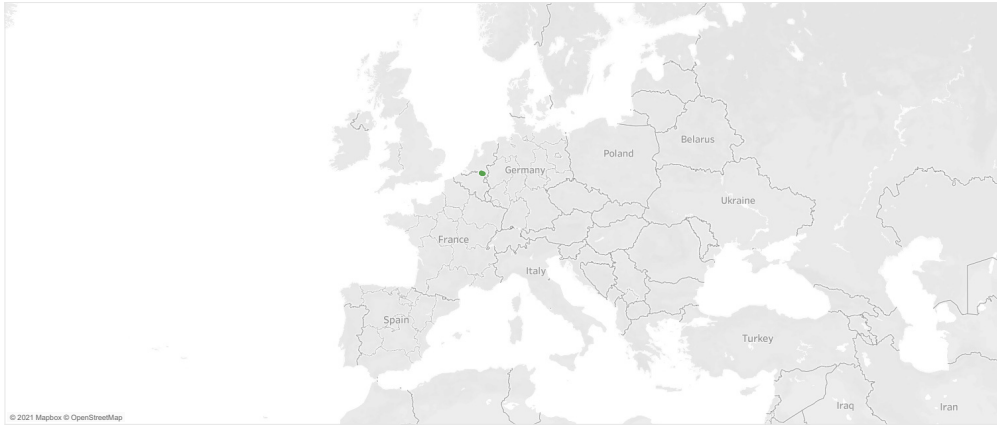 Belarus
Poland
Germany
Ukraine
France
Italy
Spain
Turkey
Iraq
Iran
© 2021 Mapbox © OpenStreetMap